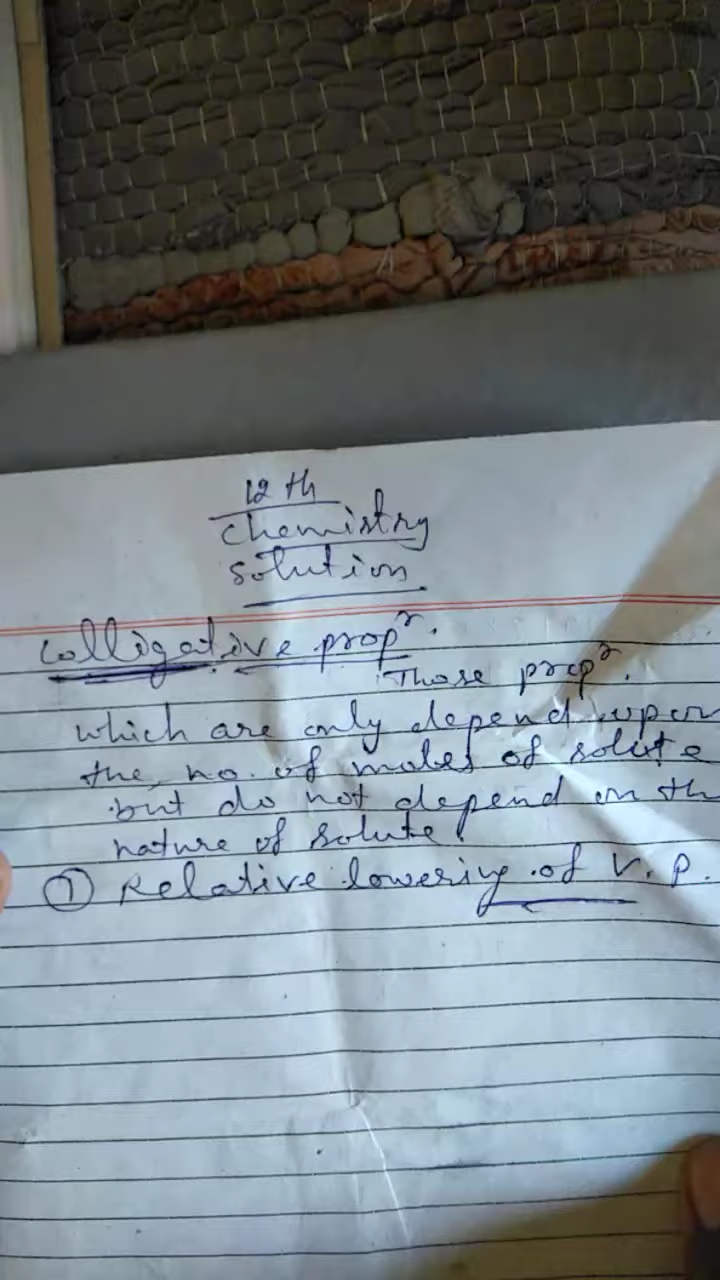 12 th
chemistry
solution
colligative propr.
Those propr.
which are only depend upon
the, no. of moles of solute
but do not depend on th
nature of solute.
① Relative lowering of V.P.